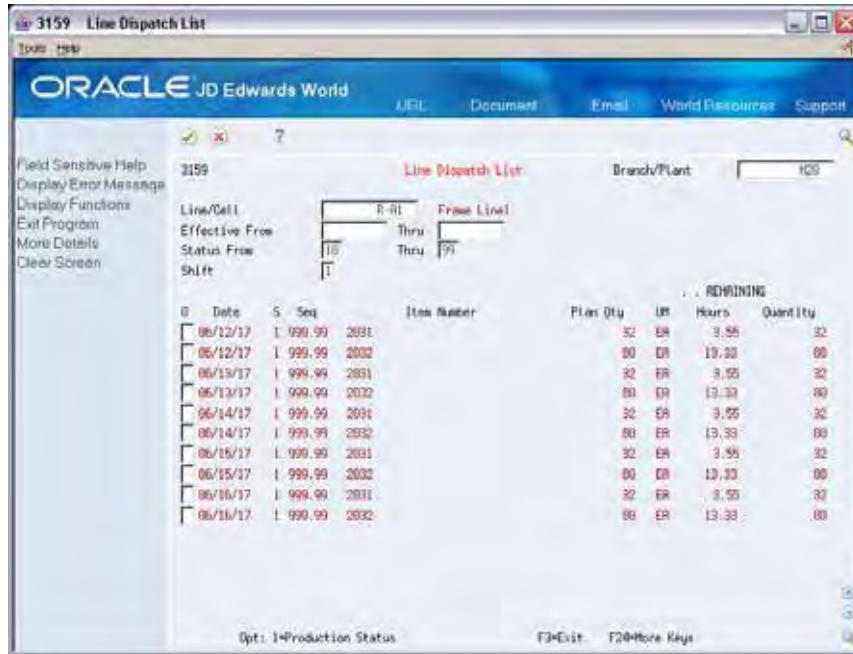 3159 Line Dispatch List
Tools Help
ORACLE JD Edwards World
URL Document Email World Resources Support
?
Field Sensitive Help
Display Error Message
Display Functions
Exit Program
More Details
Clear Screen
3159 Line Dispatch List Branch/Plant M26
Line/Cell R-A1 Frame Line1
Effective From Thru
Status From 10 Thru 99
Shift 1
. . REMAINING
O Date S Seq Item Number Plan Qty UM Hours Quantity
06/12/17 1 999.99 2031 32 EA 3.55 32
06/12/17 1 999.99 2032 80 EA 13.33 80
06/13/17 1 999.99 2031 32 EA 3.55 32
06/13/17 1 999.99 2032 80 EA 13.33 80
06/14/17 1 999.99 2031 32 EA 3.55 32
06/14/17 1 999.99 2032 80 EA 13.33 80
06/15/17 1 999.99 2031 32 EA 3.55 32
06/15/17 1 999.99 2032 80 EA 13.33 80
06/16/17 1 999.99 2031 32 EA 3.55 32
06/16/17 1 999.99 2032 80 EA 13.33 80
Opt: 1=Production Status F3=Exit F24=More Keys